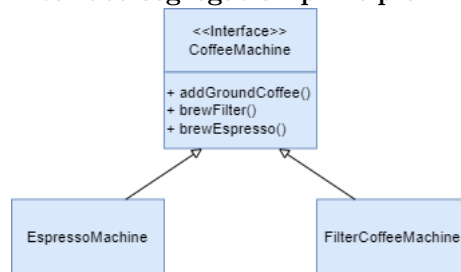 <<Interface>>
CoffeeMachine
+ addGroundCoffee()
+ brewFilter()
+ brewEspresso()
EspressoMachine
FilterCoffeeMachine